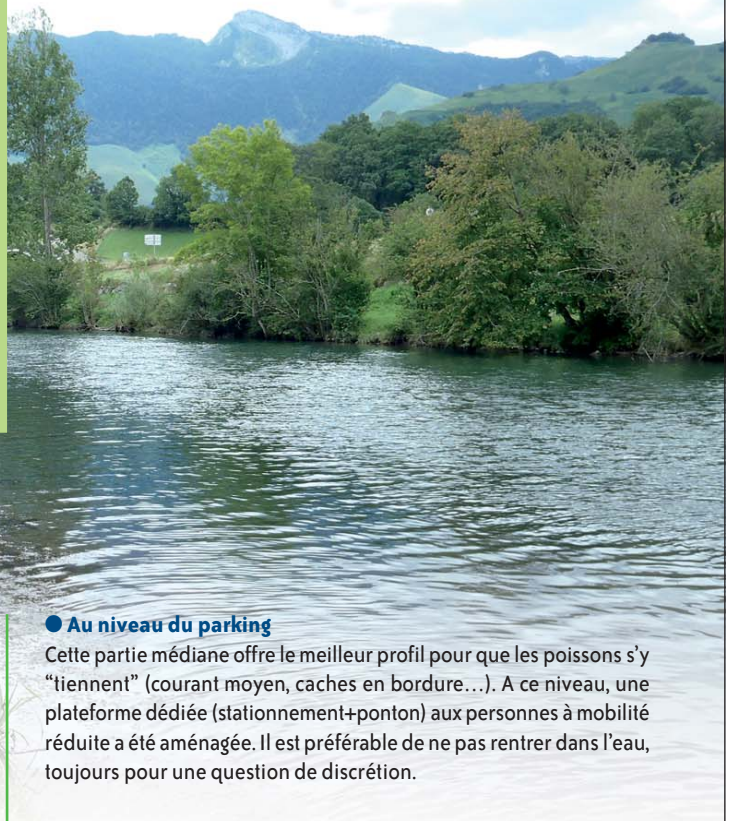 ● Au niveau du parking
Cette partie médiane offre le meilleur profil pour que les poissons s’y
“tiennent” (courant moyen, caches en bordure…). A ce niveau, une
plateforme dédiée (stationnement+ponton) aux personnes à mobilité
réduite a été aménagée. Il est préférable de ne pas rentrer dans l’eau,
toujours pour une question de discrétion.